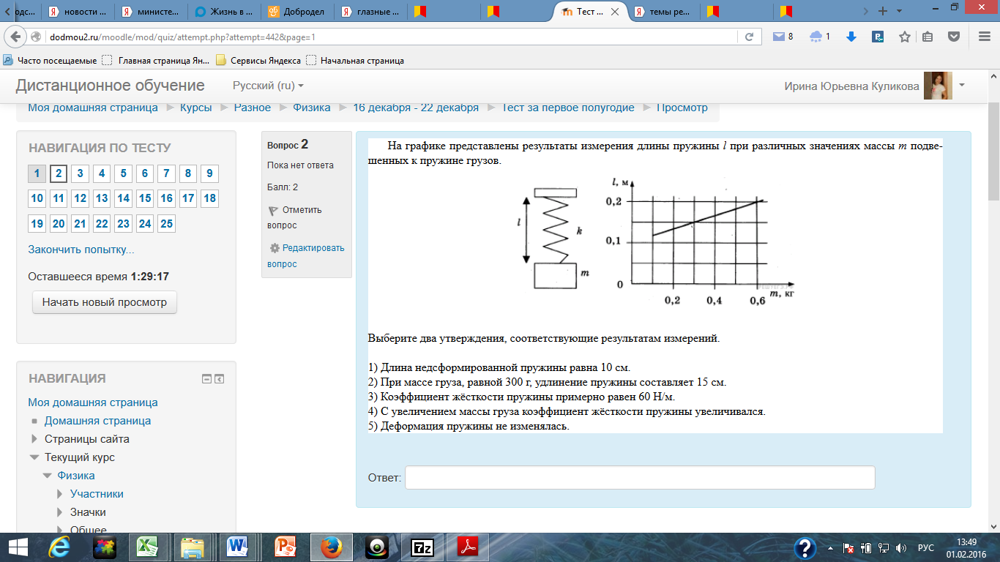 одс...
новости ...
министе...
Жизнь в ...
Добродел
глазные ...
Тест ...
темы ре...
dodmou2.ru/moodle/mod/quiz/attempt.php?attempt=442&page=1
8
1
Часто посещаемые
Главная страница Ян...
Сервисы Яндекса
Начальная страница
Дистанционное обучение
Русский (ru)
Ирина Юрьевна Куликова
Моя домашняя страница
Курсы
Разное
Физика
16 декабря - 22 декабря
Тест за первое полугодие
Просмотр
НАВИГАЦИЯ ПО ТЕСТУ
1 2 3 4 5 6 7 8 9
10 11 12 13 14 15 16 17 18
19 20 21 22 23 24 25
Закончить попытку...
Оставшееся время 1:29:17
Начать новый просмотр
НАВИГАЦИЯ
Моя домашняя страница
Домашняя страница
Страницы сайта
Текущий курс
Физика
Участники
Значки
Общее
Вопрос 2
Пока нет ответа
Балл: 2
Отметить
вопрос
Редактировать
вопрос
На графике представлены результаты измерения длины пружины l при различных значениях массы m подве-
шенных к пружине грузов.
l
k
m
l, м
0,2
0,1
0
0,2
0,4
0,6
m, кг
Выберите два утверждения, соответствующие результатам измерений.
1) Длина недсформированной пружины равна 10 см.
2) При массе груза, равной 300 г, удлинение пружины составляет 15 см.
3) Коэффициент жёсткости пружины примерно равен 60 Н/м.
4) С увеличением массы груза коэффициент жёсткости пружины увеличивался.
5) Деформация пружины не изменялась.
Ответ:
РУС
13:49
01.02.2016